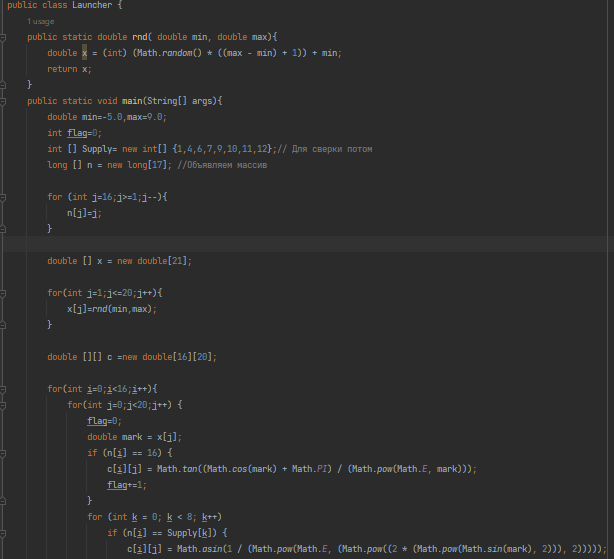 public class Launcher {
1 usage
public static double rnd( double min, double max){
double x = (int) (Math.random() * ((max - min) + 1)) + min;
return x;
}
public static void main(String[] args){
double min=-5.0,max=9.0;
int flag=0;
int [] Supply= new int[] {1,4,6,7,9,10,11,12};// Для сверки потом
long [] n = new long[17]; //Объявляем массив
for (int j=16;j>=1;j--){
n[j]=j;
}
double [] x = new double[21];
for(int j=1;j<=20;j++){
x[j]=rnd(min,max);
}
double [][] c =new double[16][20];
for(int i=0;i<16;i++){
for(int j=0;j<20;j++) {
flag=0;
double mark = x[j];
if (n[i] == 16) {
c[i][j] = Math.tan((Math.cos(mark) + Math.PI) / (Math.pow(Math.E, mark)));
flag+=1;
}
for (int k = 0; k < 8; k++)
if (n[i] == Supply[k]) {
c[i][j] = Math.asin(1 / (Math.pow(Math.E, (Math.pow((2 * (Math.pow(Math.sin(mark), 2))), 2)))));